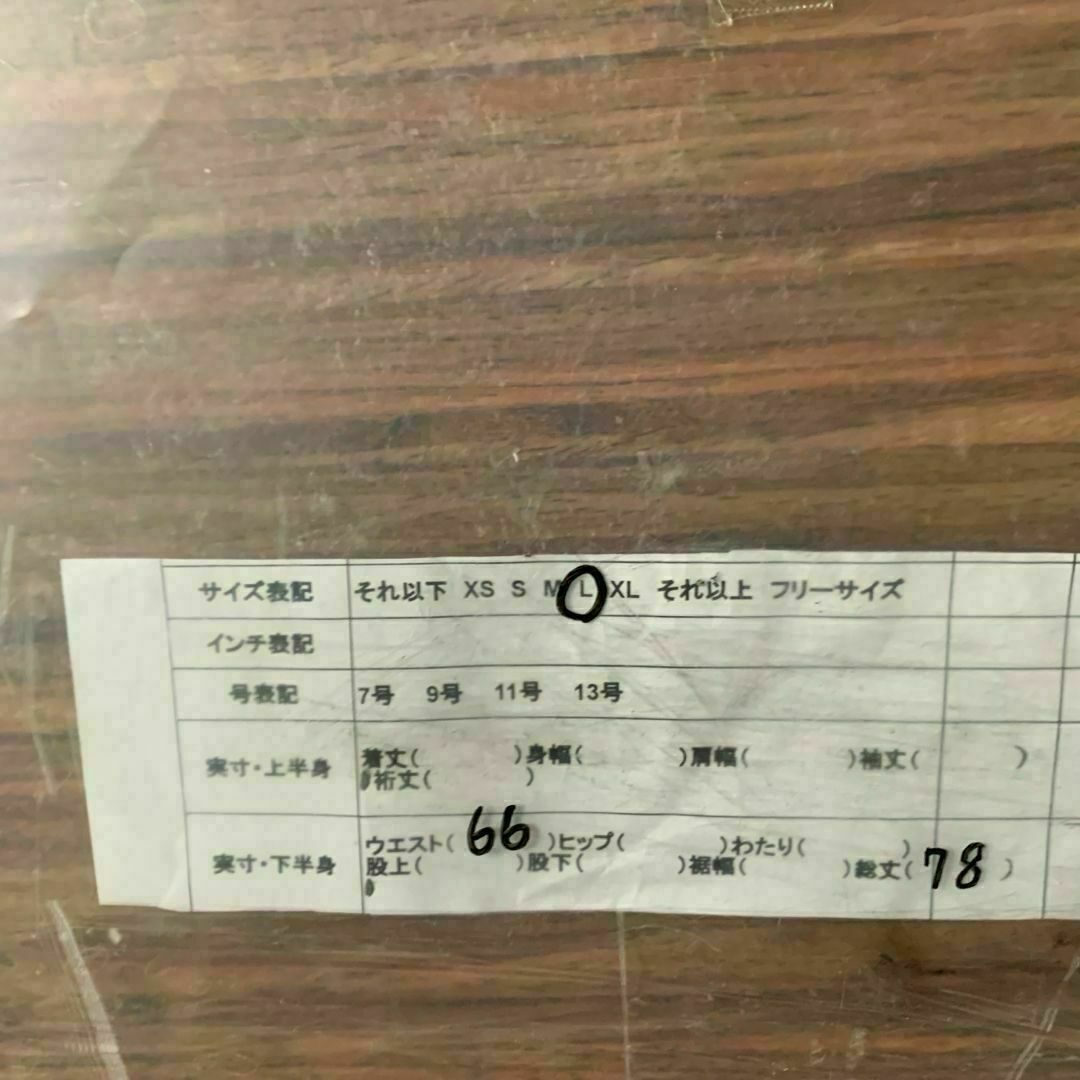 サイズ表記 それ以下 XS S M L XL それ以上 フリーサイズ
インチ表記
号表記 7号 9号 11号 13号
実寸・上半身 着丈( )身幅( )肩幅( )袖丈( )
裄丈( )
実寸・下半身 ウエスト( 66 )ヒップ( )わたり( )
股上( )股下( )裾幅( )総丈( 78 )